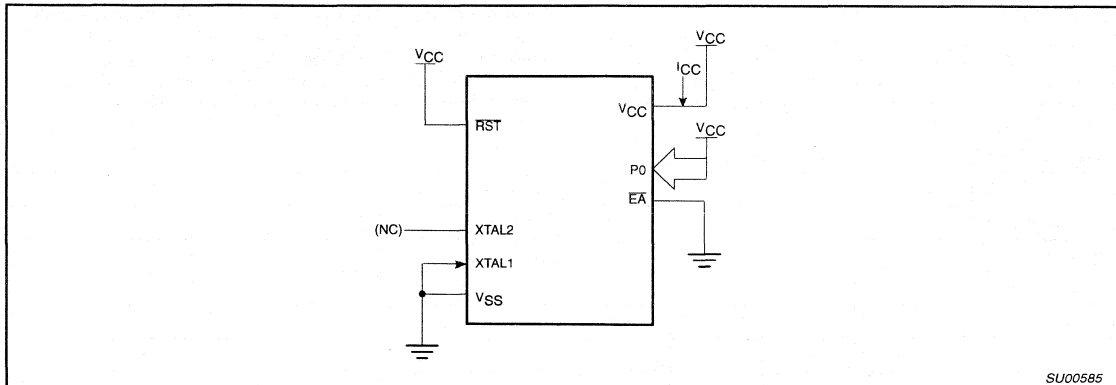 VCC
ICC
VCC
VCC
RST
VCC
P0
EA
(NC)
XTAL2
XTAL1
VSS
SU00585